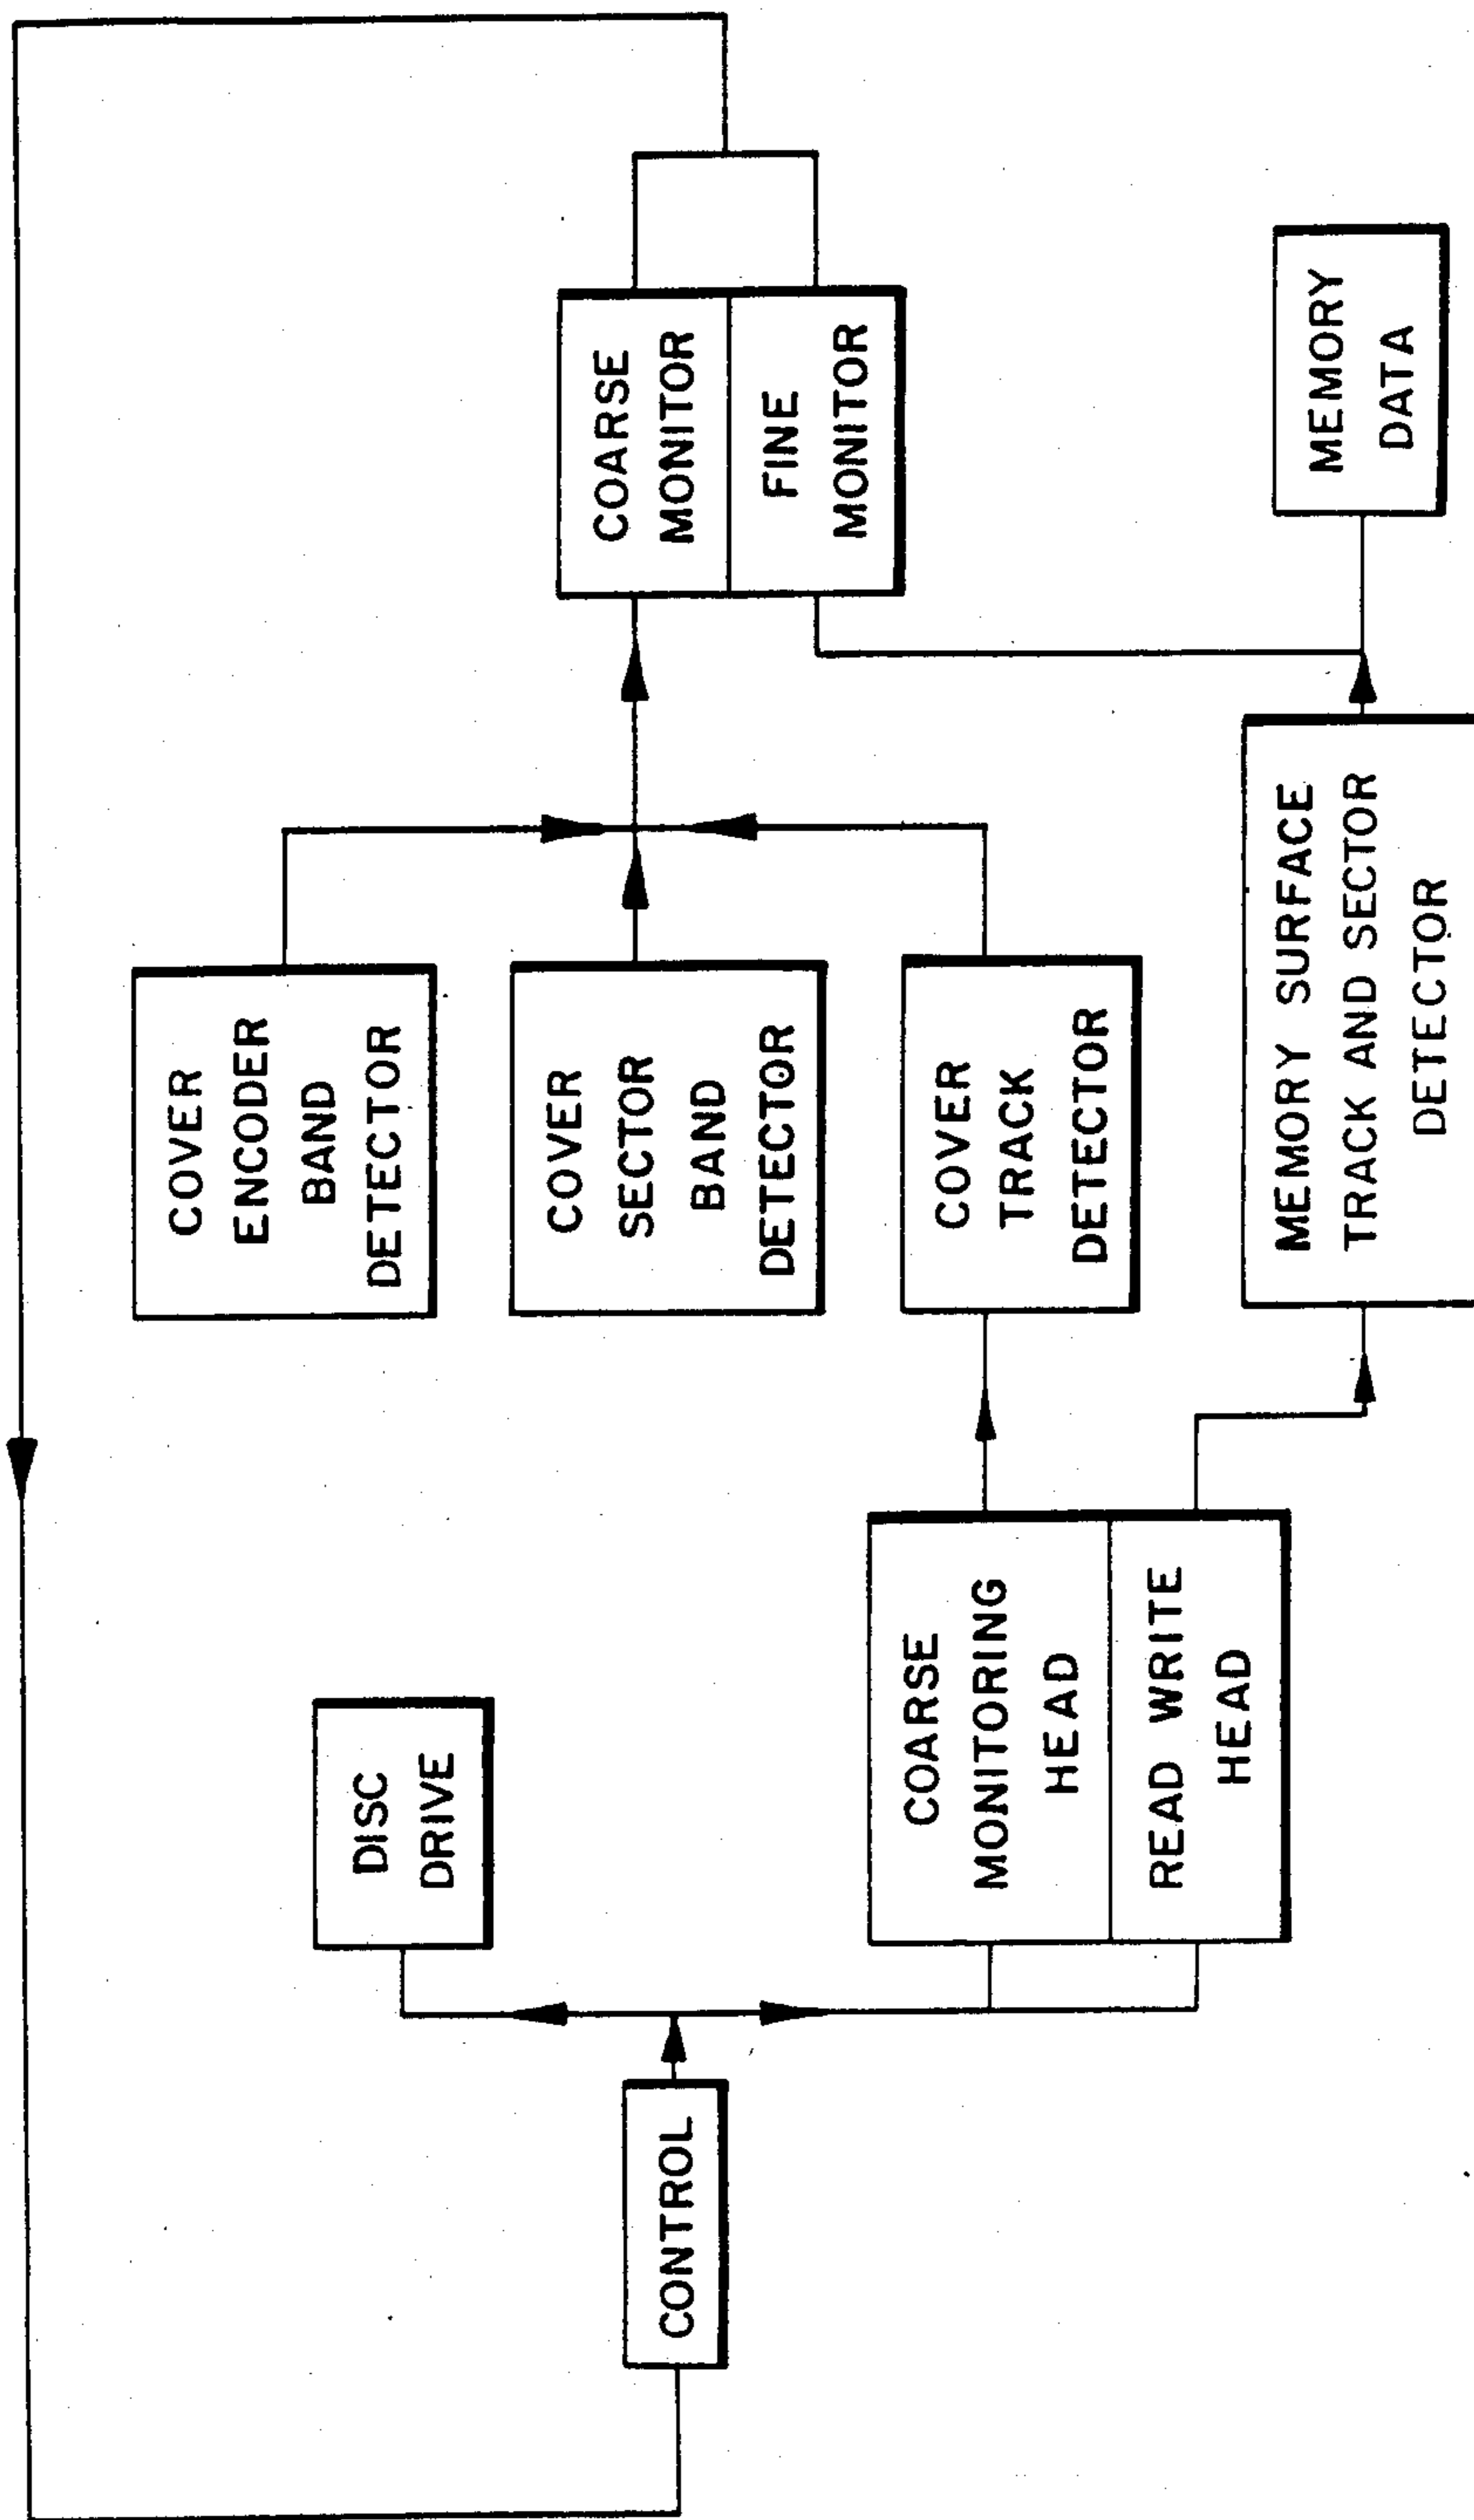 CONTROL
DISC
DRIVE
COARSE
MONITORING
HEAD
READ WRITE
HEAD
COVER
ENCODER
BAND
DETECTOR
COVER
SECTOR
BAND
DETECTOR
COVER
TRACK
DETECTOR
MEMORY SURFACE
TRACK AND SECTOR
DETECTOR
COARSE
MONITOR
FINE
MONITOR
MEMORY
DATA